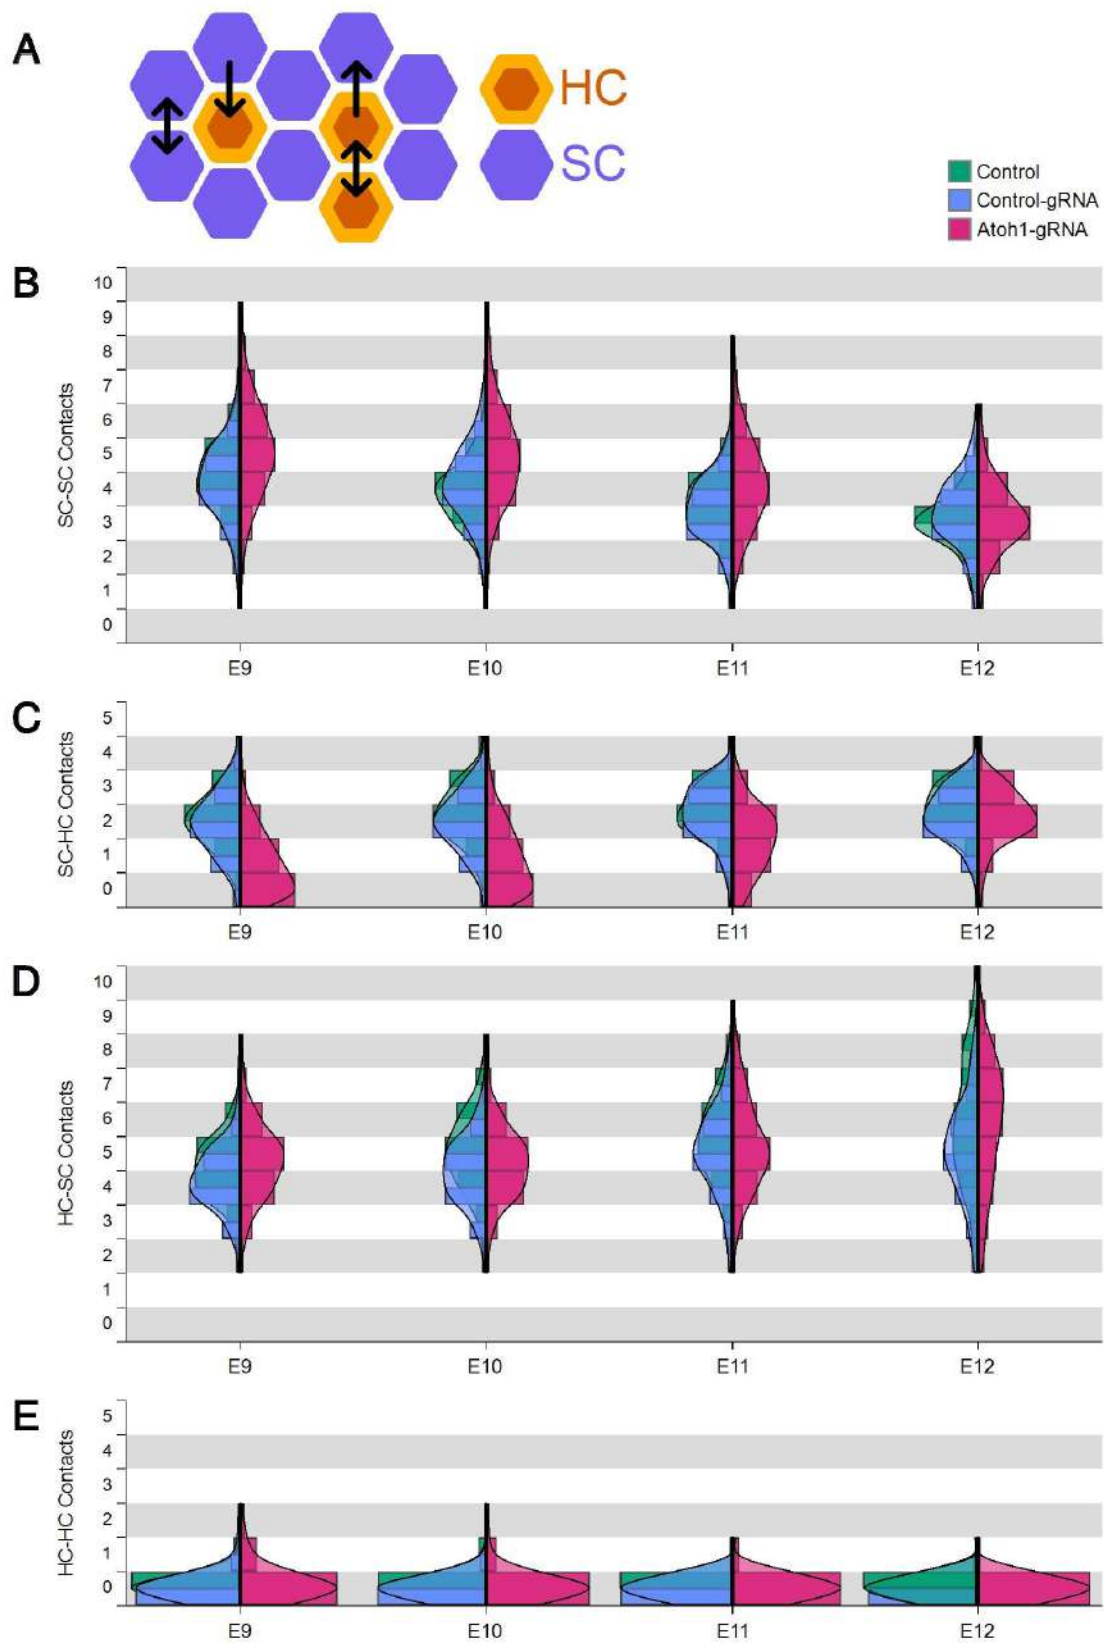 A
HC
SC
Control
Control-gRNA
Atoh1-gRNA
B
SC-SC Contacts
10
9
8
7
6
5
4
3
2
1
0
E9 E10 E11 E12
C
SC-HC Contacts
5
4
3
2
1
0
E9 E10 E11 E12
D
HC-SC Contacts
10
9
8
7
6
5
4
3
2
1
0
E9 E10 E11 E12
E
HC-HC Contacts
5
4
3
2
1
0
E9 E10 E11 E12